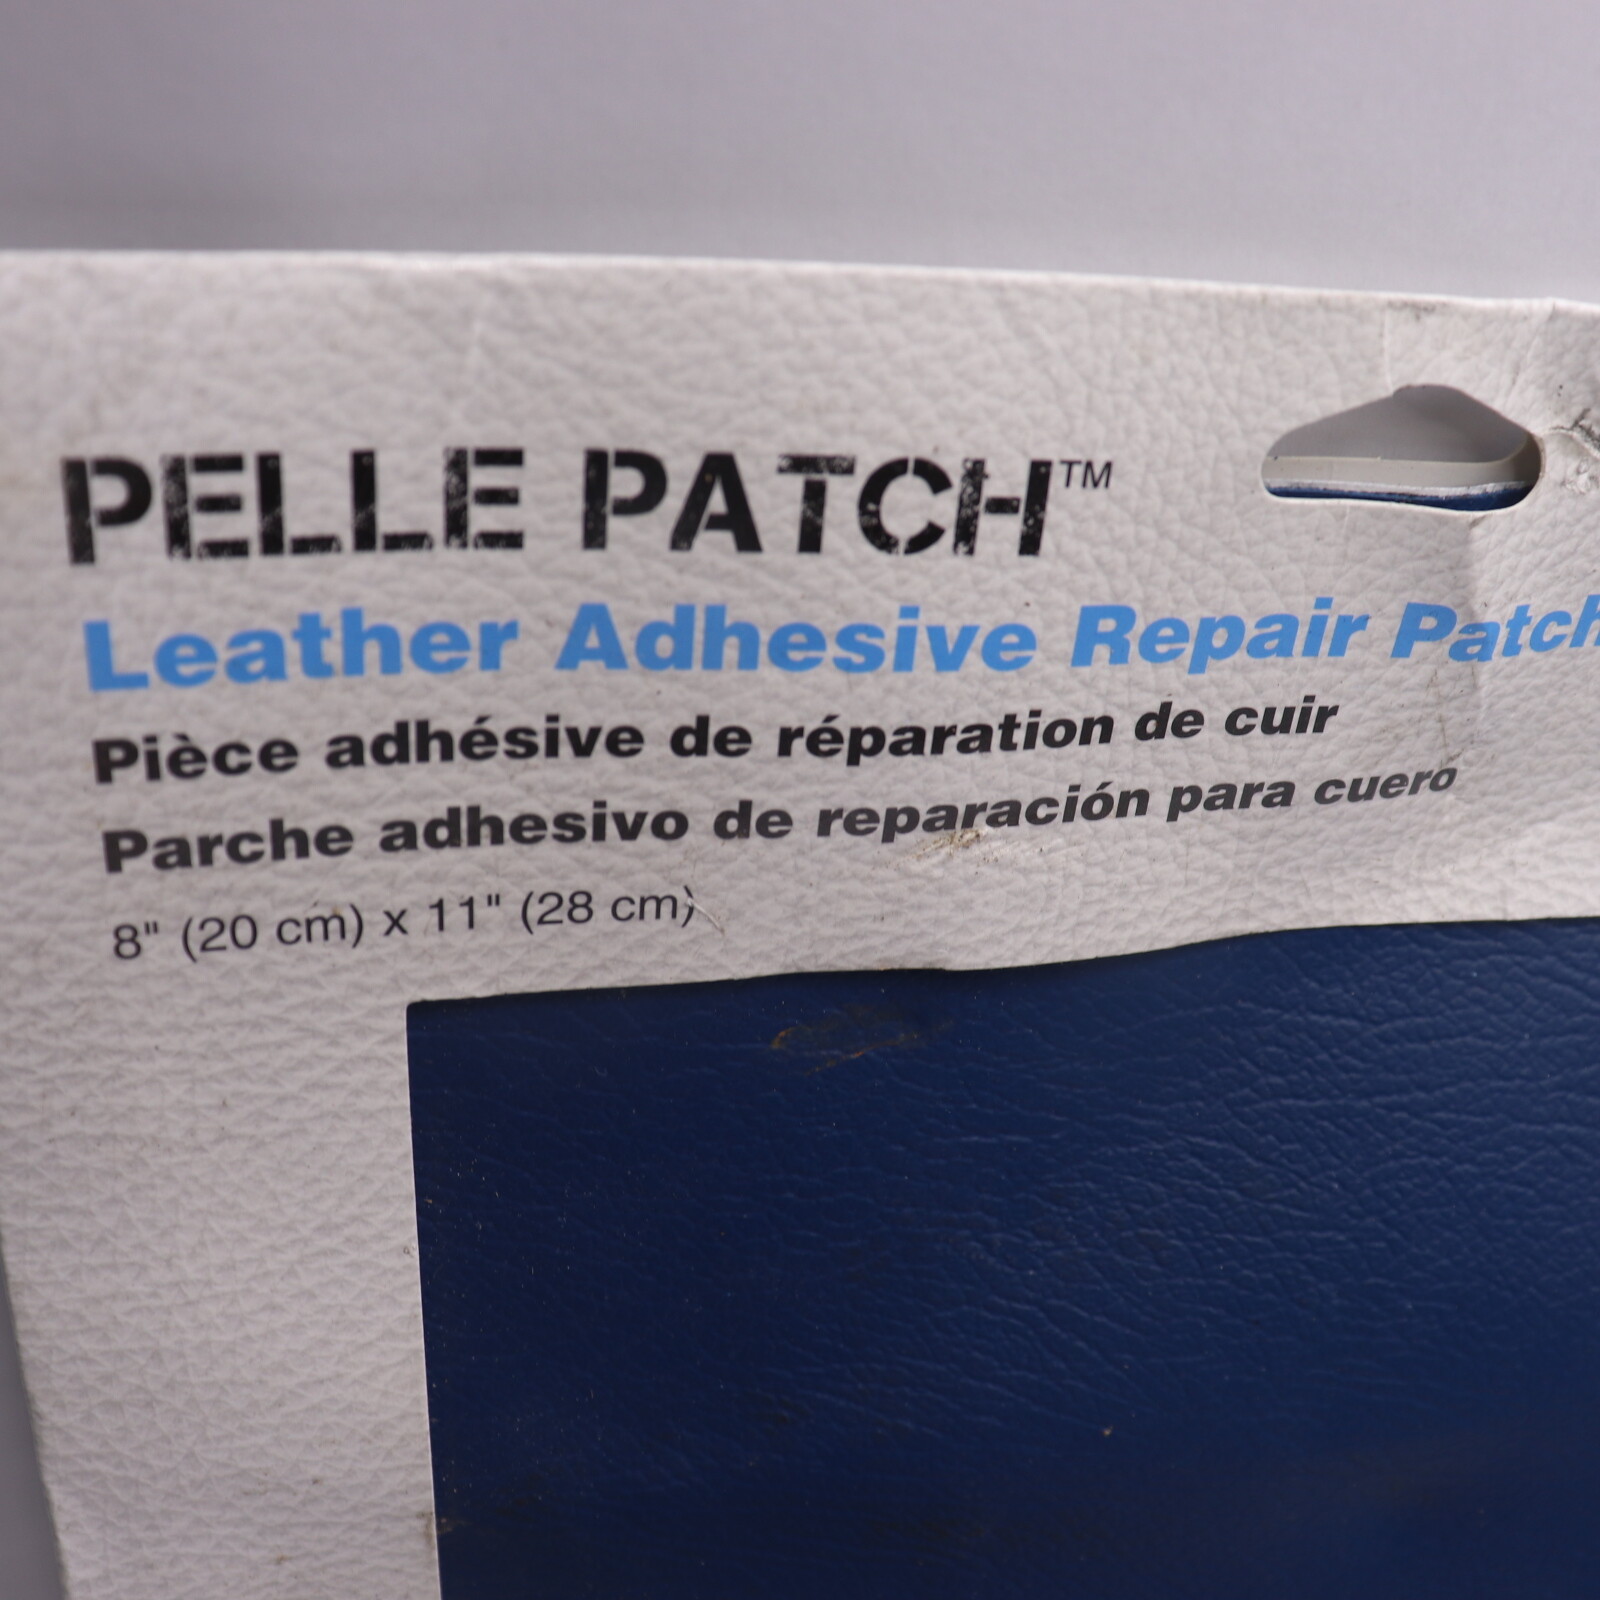 PELLE PATCH™
Leather Adhesive Repair Patch
Pièce adhésive de réparation de cuir
Parche adhesivo de reparación para cuero
8" (20 cm) x 11" (28 cm)